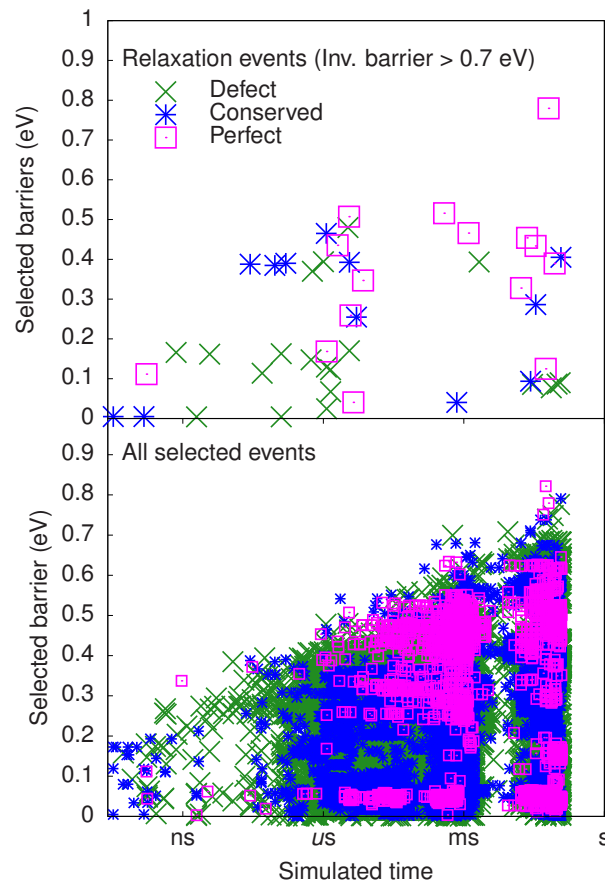 1
Relaxation events (Inv. barrier > 0.7 eV)
0.9
Defect
0.8
Conserved
0.7
Perfect
0.6
0.5
0.4
0.3
0.2
0.1
0
Selected barriers (eV)
All selected events
0.9
0.8
0.7
0.6
0.5
0.4
0.3
0.2
0.1
0
Selected barrier (eV)
ns us ms s
Simulated time